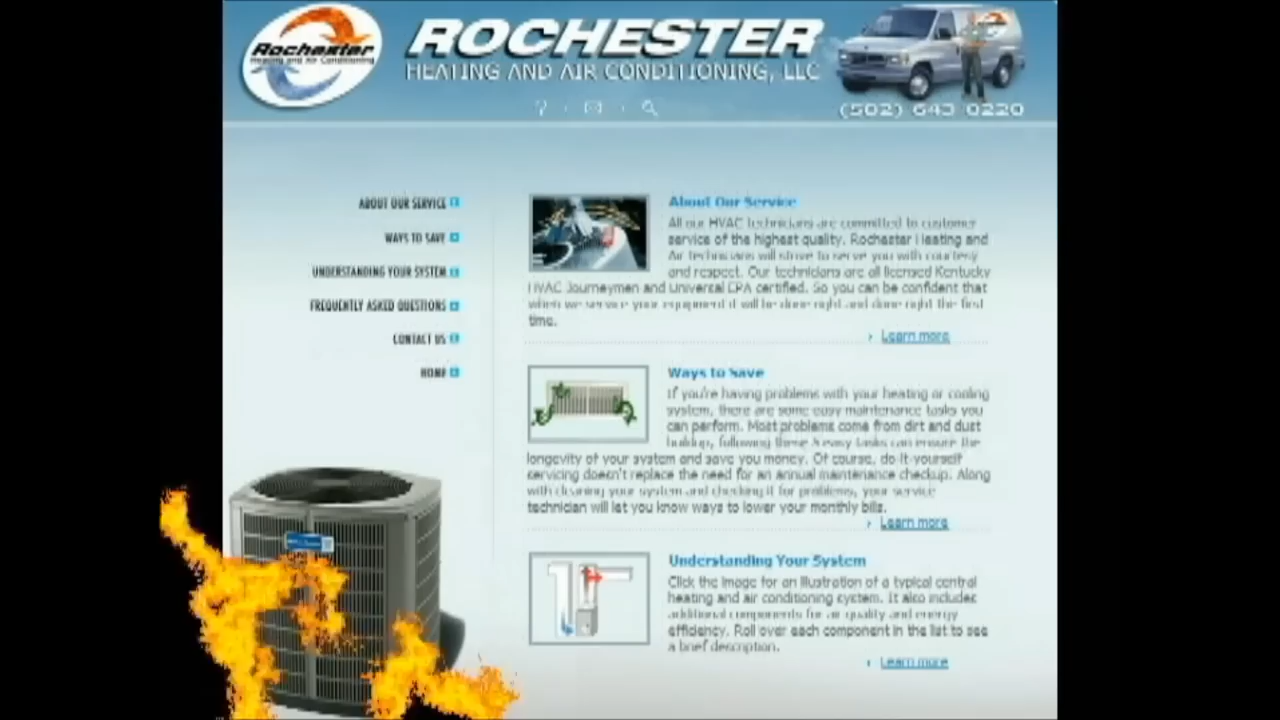 Rochester
Heating and Air Conditioning
ROCHESTER
HEATING AND AIR CONDITIONING, LLC
(502) 643 0220
ABOUT OUR SERVICE
WAYS TO SAVE
UNDERSTANDING YOUR SYSTEM
FREQUENTLY ASKED QUESTIONS
CONTACT US
HOME
About Our Service
All our HVAC technicians are committed to customer
service of the highest quality. Rochester Heating and
Air technicians will strive to serve you with courtesy
and respect. Our technicians are all licensed Kentucky
HVAC Journeymen and Universal EPA certified. So you can be confident that
when we service your equipment it will be done right and done right the first
time.
Learn more
Ways to Save
If you're having problems with your heating or cooling
system, there are some easy maintenance tasks you
can perform. Most problems come from dirt and dust
buildup, following these easy tasks can ensure the
longevity of your system and save you money. Of course, do-it-yourself
servicing doesn't replace the need for an annual maintenance checkup. Along
with cleaning your system and checking it for problems, your service
technician will let you know ways to lower your monthly bills.
Learn more
Understanding Your System
Click the image for an illustration of a typical central
heating and air conditioning system. It also includes
additional components for air quality and energy
efficiency. Roll over each component in the list to see
a brief description.
Learn more